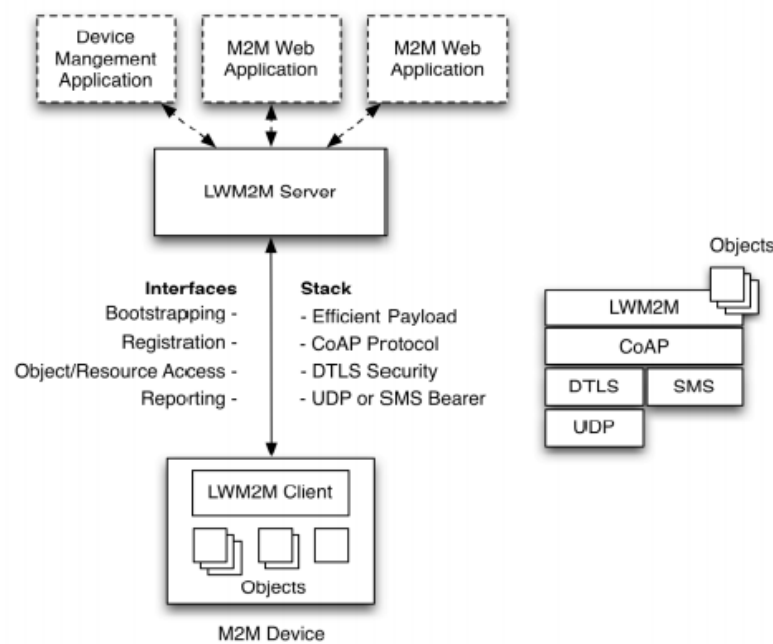 Device
Mangement
Application
M2M Web
Application
M2M Web
Application
LWM2M Server
Interfaces
Bootstrapping -
Registration -
Object/Resource Access -
Reporting -
Stack
- Efficient Payload
- CoAP Protocol
- DTLS Security
- UDP or SMS Bearer
Objects
LWM2M
CoAP
DTLS
SMS
UDP
LWM2M Client
Objects
M2M Device